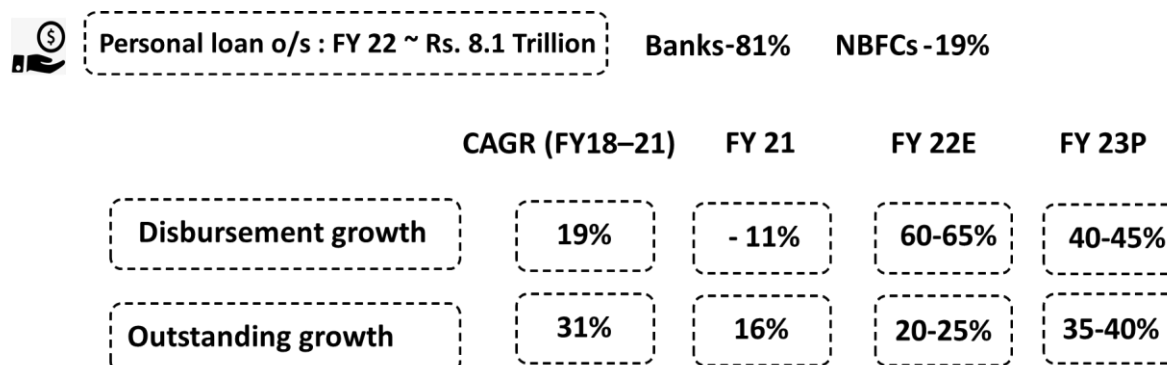 $
Personal loan o/s : FY 22 ~ Rs. 8.1 Trillion Banks-81% NBFCs -19%
CAGR (FY18–21) FY 21 FY 22E FY 23P
Disbursement growth 19% - 11% 60-65% 40-45%
Outstanding growth 31% 16% 20-25% 35-40%